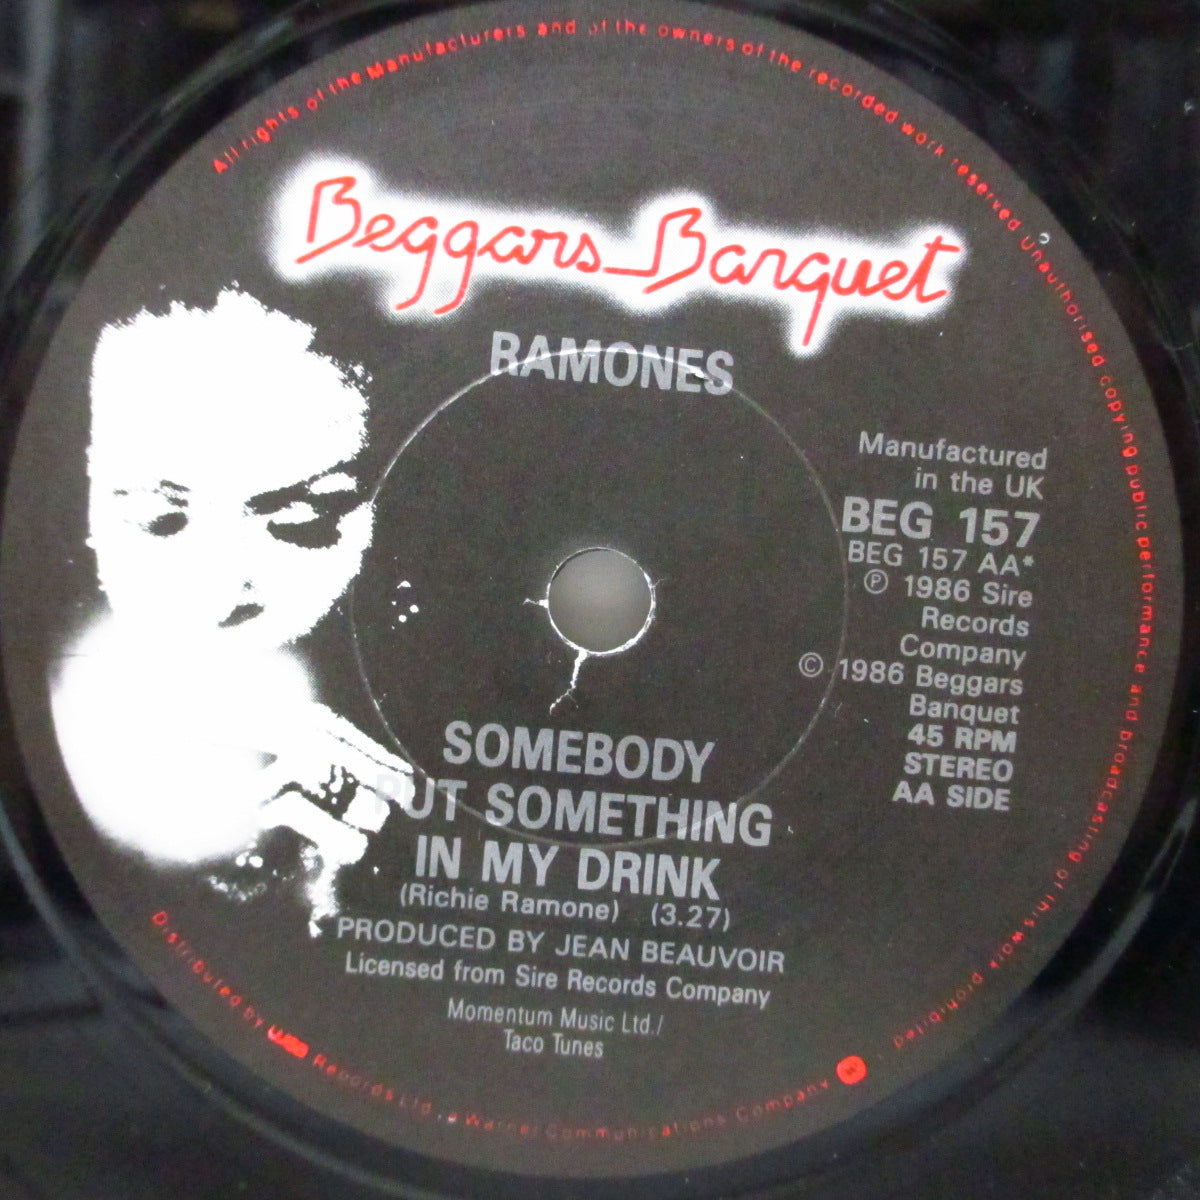 All rights of the Manufacturers and of the owners of the recorded work reserved Unauthorised copying public performance and broadcasting of this work prohibited
Beggars Banquet
RAMONES
Manufactured
in the UK
BEG 157
BEG 157 AA*
Ⓟ 1986 Sire
Records
Company
© 1986 Beggars
Banquet
45 RPM
STEREO
AA SIDE
SOMEBODY
PUT SOMETHING
IN MY DRINK
(Richie Ramone) (3.27)
PRODUCED BY JEAN BEAUVOIR
Licensed from Sire Records Company
Momentum Music Ltd./
Taco Tunes
Distributed by wea Records Ltd., a Warner Communications Company